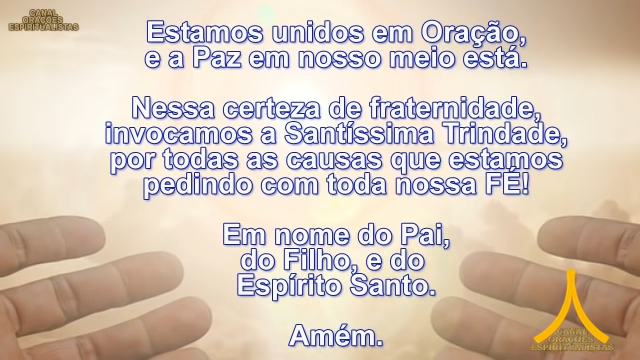 CANAL
ORAÇÕES
ESPIRITUALISTAS
Estamos unidos em Oração,
e a Paz em nosso meio está.
Nessa certeza de fraternidade,
invocamos a Santíssima Trindade,
por todas as causas que estamos
pedindo com toda nossa FÉ!
Em nome do Pai,
do Filho, e do
Espírito Santo.
Amém.
CANAL
ORAÇÕES
ESPIRITUALISTAS